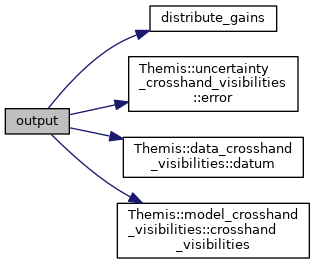 distribute_gains
Themis::uncertainty
_crosshand_visibilities
::error
output
Themis::data_crosshand
_visibilities::datum
Themis::model_crosshand
_visibilities::crosshand
_visibilities